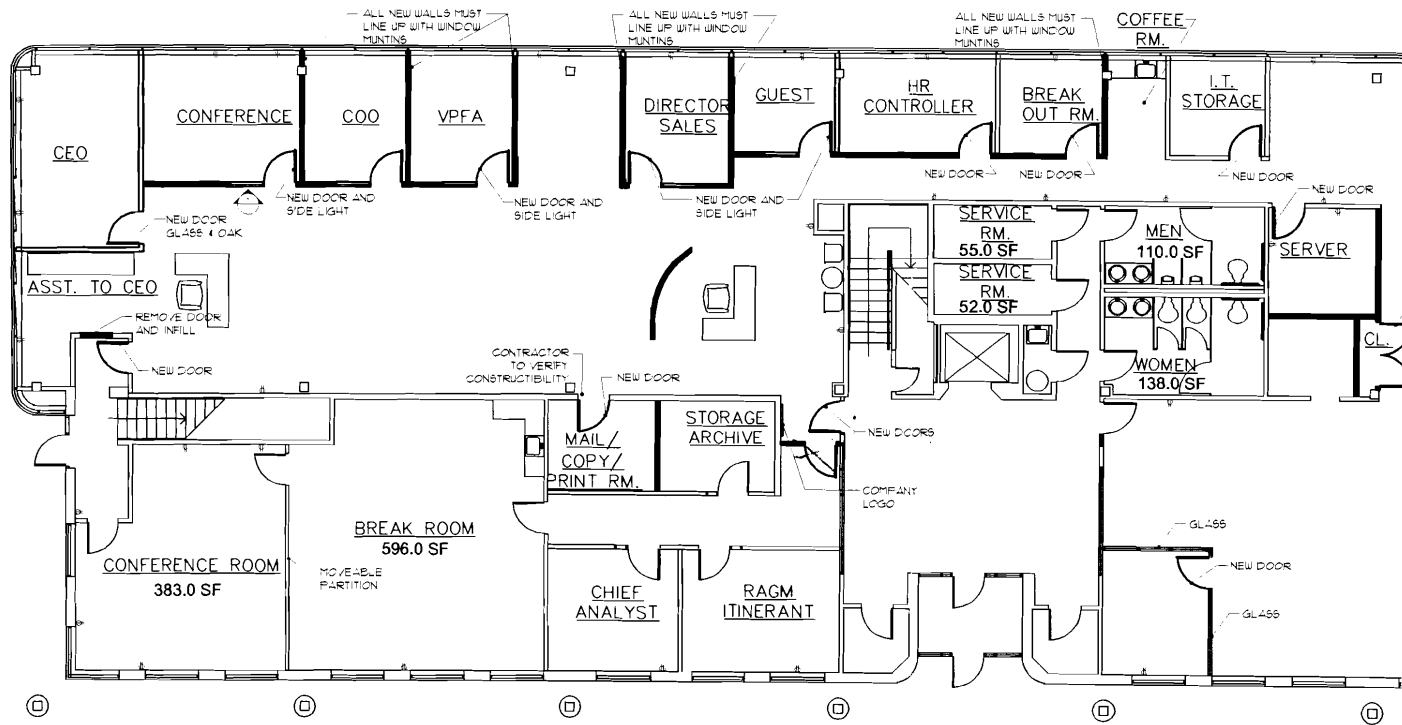 ALL NEW WALLS MUST
LINE UP WITH WINDOW
MUNTINS
ALL NEW WALLS MUST
LINE UP WITH WINDOW
MUNTINS
ALL NEW WALLS MUST
LINE UP WITH WINDOW
MUNTINS
COFFEE
RM.
CEO
CONFERENCE
COO
VPFA
DIRECTOR
SALES
GUEST
HR
CONTROLLER
BREAK
OUT RM.
I.T.
STORAGE
NEW DOOR
GLASS & OAK
NEW DOOR AND
SIDE LIGHT
NEW DOOR AND
SIDE LIGHT
NEW DOOR AND
SIDE LIGHT
NEW DOOR
NEW DOOR
NEW DOOR
NEW DOOR
SERVICE
RM.
55.0 SF
SERVICE
RM.
52.0 SF
MEN
110.0 SF
SERVER
ASST. TO CEO
REMOVE DOOR
AND INFILL
NEW DOOR
CONTRACTOR
TO VERIFY
CONSTRUCTIBILITY
NEW DOOR
WOMEN
138.0 SF
CL.
MAIL/
COPY/
PRINT RM.
STORAGE
ARCHIVE
NEW DOORS
COMPANY
LOGO
BREAK ROOM
596.0 SF
CONFERENCE ROOM
383.0 SF
MOVEABLE
PARTITION
CHIEF
ANALYST
RAGM
ITINERANT
GLASS
NEW DOOR
GLASS